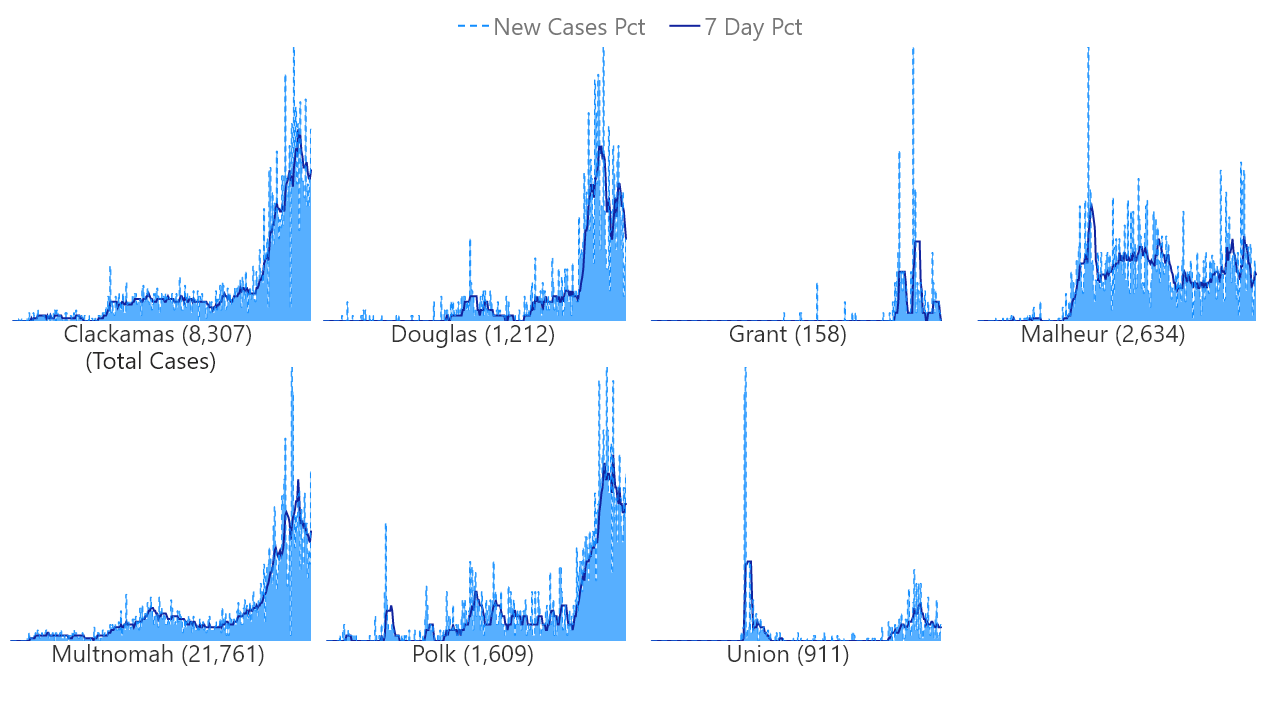 New Cases Pct 7 Day Pct
Clackamas (8,307)
(Total Cases)
Douglas (1,212)
Grant (158)
Malheur (2,634)
Multnomah (21,761)
Polk (1,609)
Union (911)